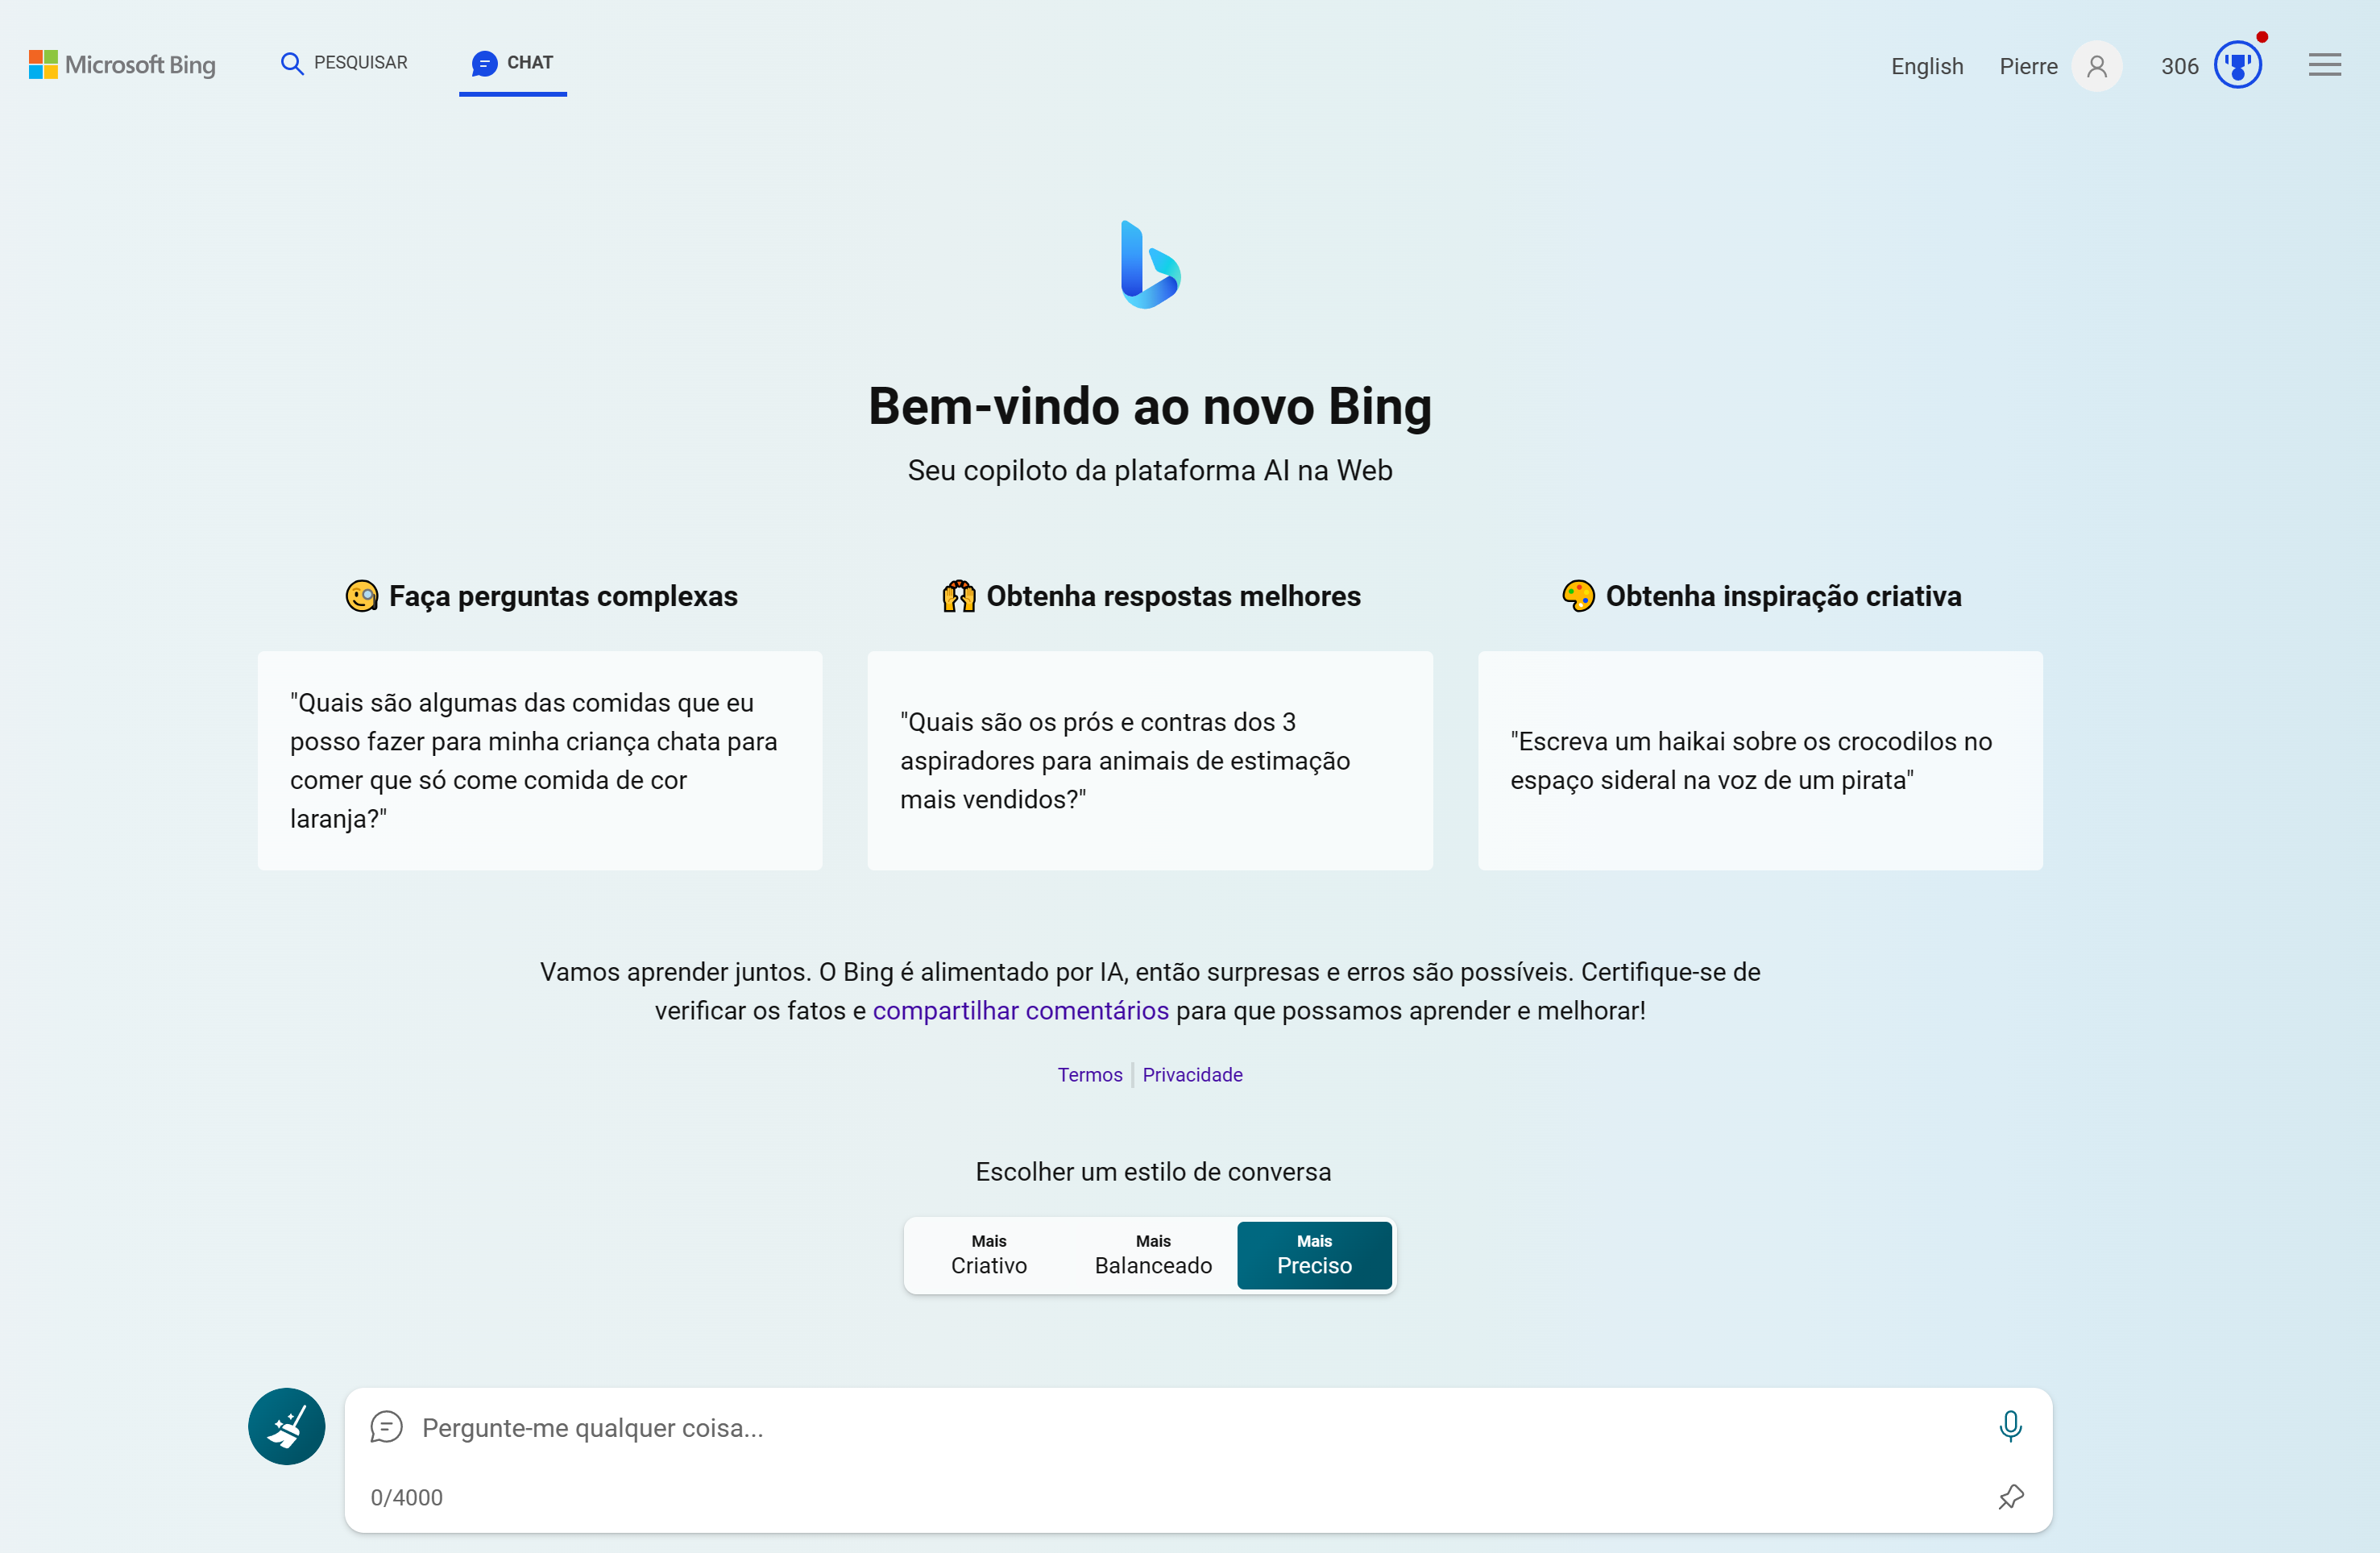 Microsoft Bing
PESQUISAR
CHAT
English
Pierre
306
Bem-vindo ao novo Bing
Seu copiloto da plataforma AI na Web
Faça perguntas complexas
"Quais são algumas das comidas que eu
posso fazer para minha criança chata para
comer que só come comida de cor
laranja?"
Obtenha respostas melhores
"Quais são os prós e contras dos 3
aspiradores para animais de estimação
mais vendidos?"
Obtenha inspiração criativa
"Escreva um haikai sobre os crocodilos no
espaço sideral na voz de um pirata"
Vamos aprender juntos. O Bing é alimentado por IA, então surpresas e erros são possíveis. Certifique-se de
verificar os fatos e compartilhar comentários para que possamos aprender e melhorar!
Termos
Privacidade
Escolher um estilo de conversa
Mais
Criativo
Mais
Balanceado
Mais
Preciso
Pergunte-me qualquer coisa...
0/4000